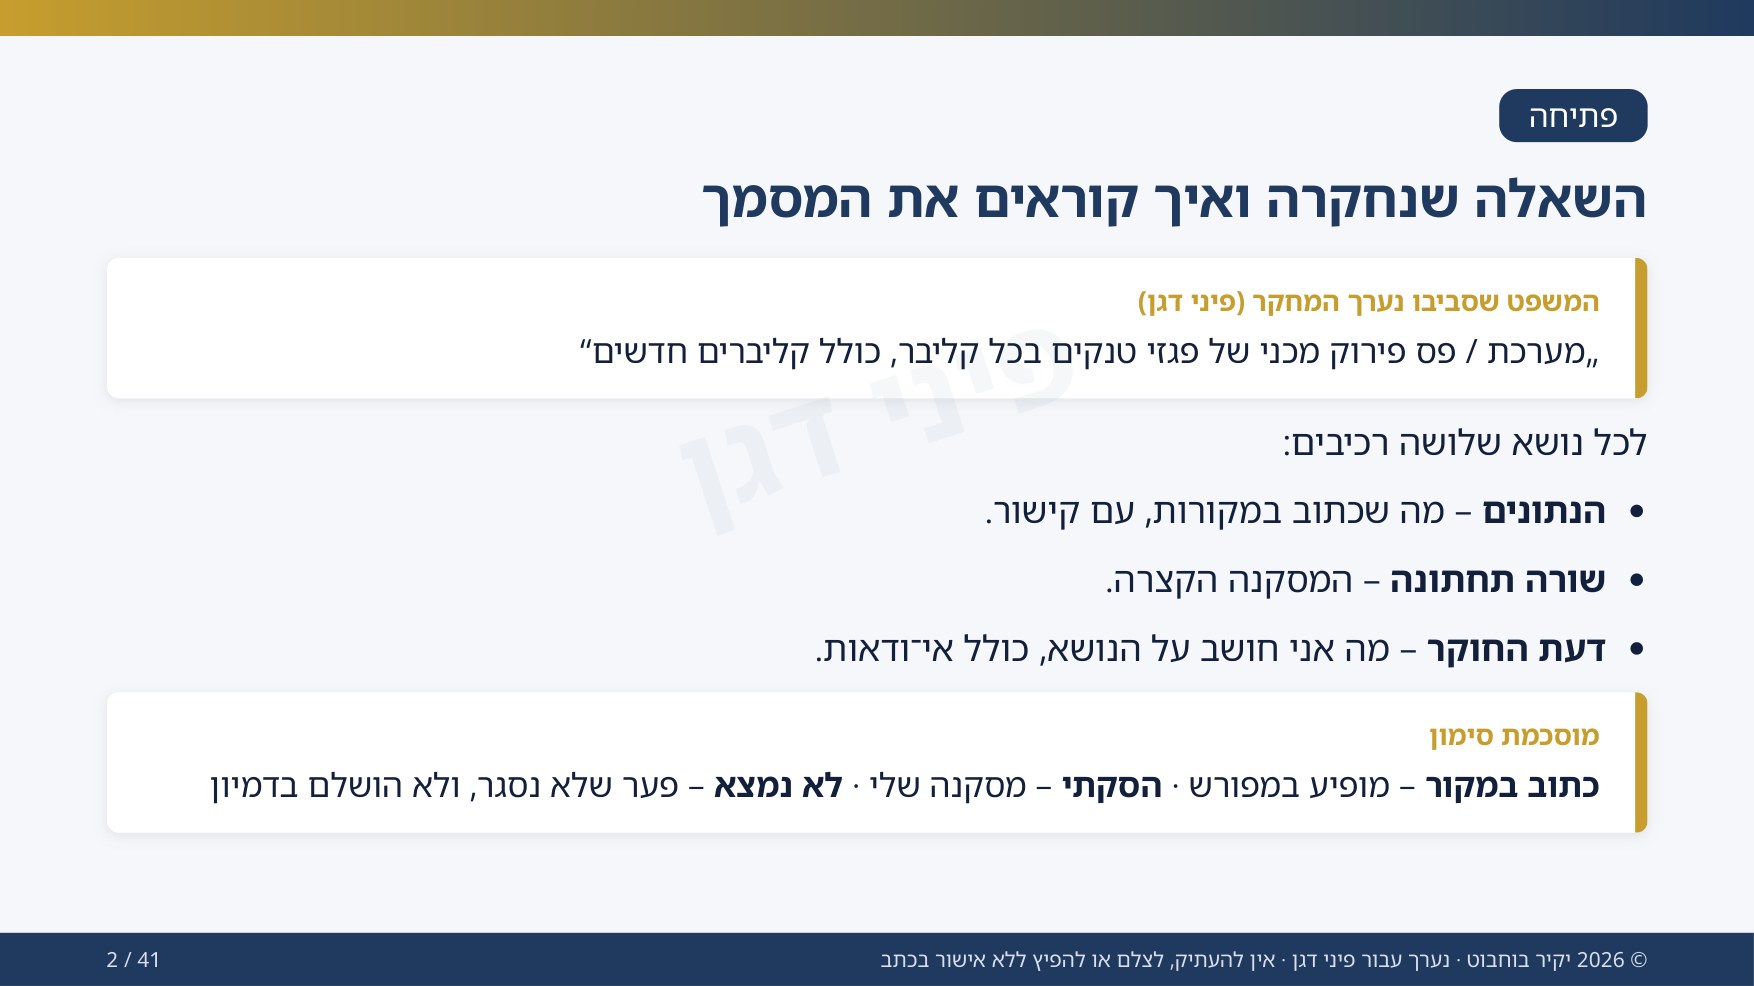 פתיחה
השאלה שנחקרה ואיך קוראים את המסמך
המשפט שסביבו נערך המחקר (פיני דגן)
„מערכת / פס פירוק מכני של פגזי טנקים בכל קליבר, כולל קליברים חדשים“
פיני דגן
לכל נושא שלושה רכיבים:
• הנתונים – מה שכתוב במקורות, עם קישור.
• שורה תחתונה – המסקנה הקצרה.
• דעת החוקר – מה אני חושב על הנושא, כולל אי־ודאות.
מוסכמת סימון
כתוב במקור – מופיע במפורש · הסקתי – מסקנה שלי · לא נמצא – פער שלא נסגר, ולא הושלם בדמיון
© 2026 יקיר בוחבוט · נערך עבור פיני דגן · אין להעתיק, לצלם או להפיץ ללא אישור בכתב
2 / 41